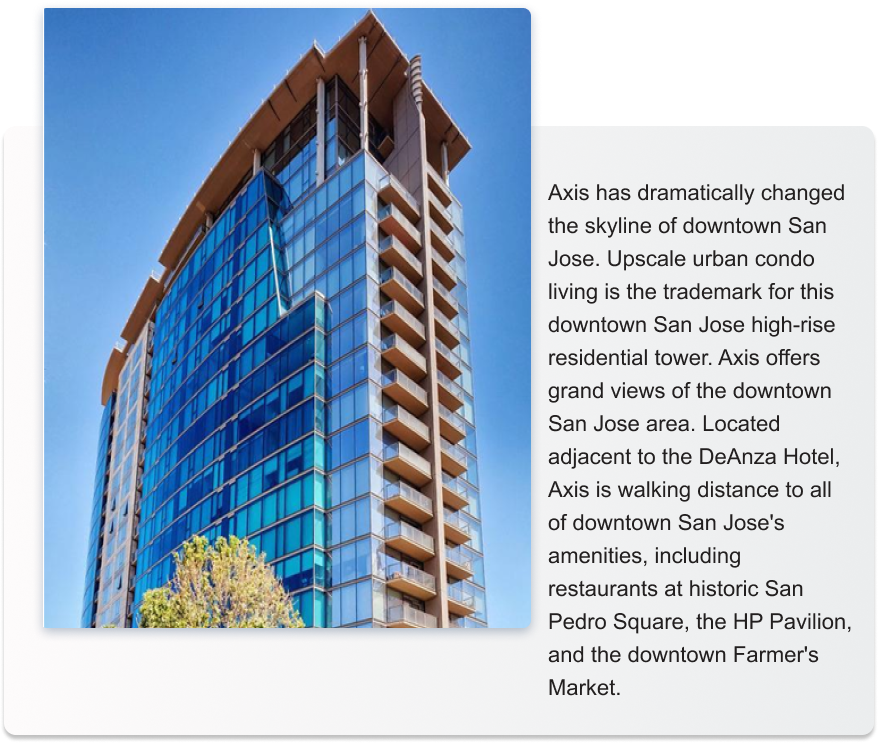 Axis has dramatically changed
the skyline of downtown San
Jose. Upscale urban condo
living is the trademark for this
downtown San Jose high-rise
residential tower. Axis offers
grand views of the downtown
San Jose area. Located
adjacent to the DeAnza Hotel,
Axis is walking distance to all
of downtown San Jose's
amenities, including
restaurants at historic San
Pedro Square, the HP Pavilion,
and the downtown Farmer's
Market.